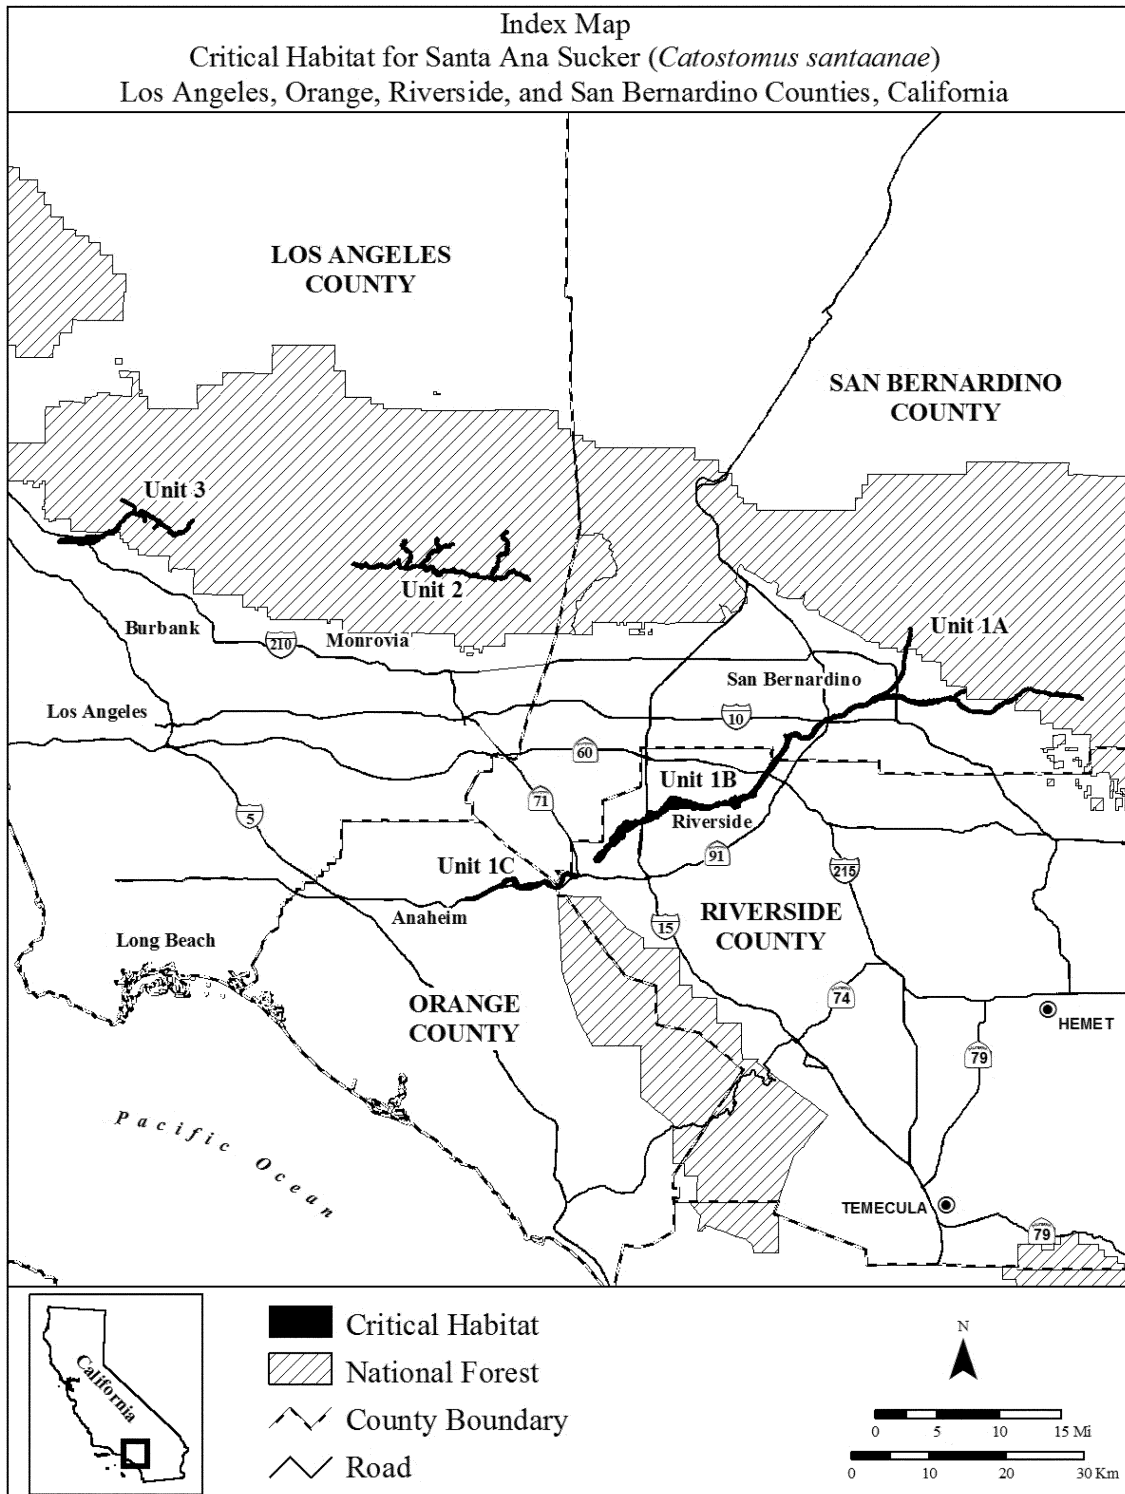 Index Map
Critical Habitat for Santa Ana Sucker (Catostomus santaanae)
Los Angeles, Orange, Riverside, and San Bernardino Counties, California
LOS ANGELES
COUNTY
SAN BERNARDINO
COUNTY
Unit 3
Unit 2
Unit 1A
Burbank
210
Monrovia
San Bernardino
Los Angeles
10
60
Unit 1B
71
5
Riverside
91
Unit 1C
215
Anaheim
15
RIVERSIDE
COUNTY
Long Beach
74
ORANGE
COUNTY
HEMET
79
Pacific Ocean
TEMECULA
79
California
Critical Habitat
National Forest
County Boundary
Road
N
0 5 10 15 Mi
0 10 20 30 Km